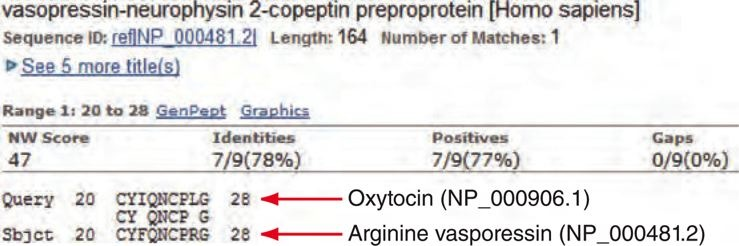 vasopressin-neurophysin 2-copeptin preproprotein [Homo sapiens]
Sequence ID: ref|NP_000481.2| Length: 164 Number of Matches: 1
See 5 more title(s)
Range 1: 20 to 28 GenPept Graphics
NW Score Identities Positives Gaps
47 7/9(78%) 7/9(77%) 0/9(0%)
Query 20 CYIQNCPLG 28 Oxytocin (NP_000906.1)
CY QNCP G
Sbjct 20 CYFQNCPRG 28 Arginine vasporessin (NP_000481.2)